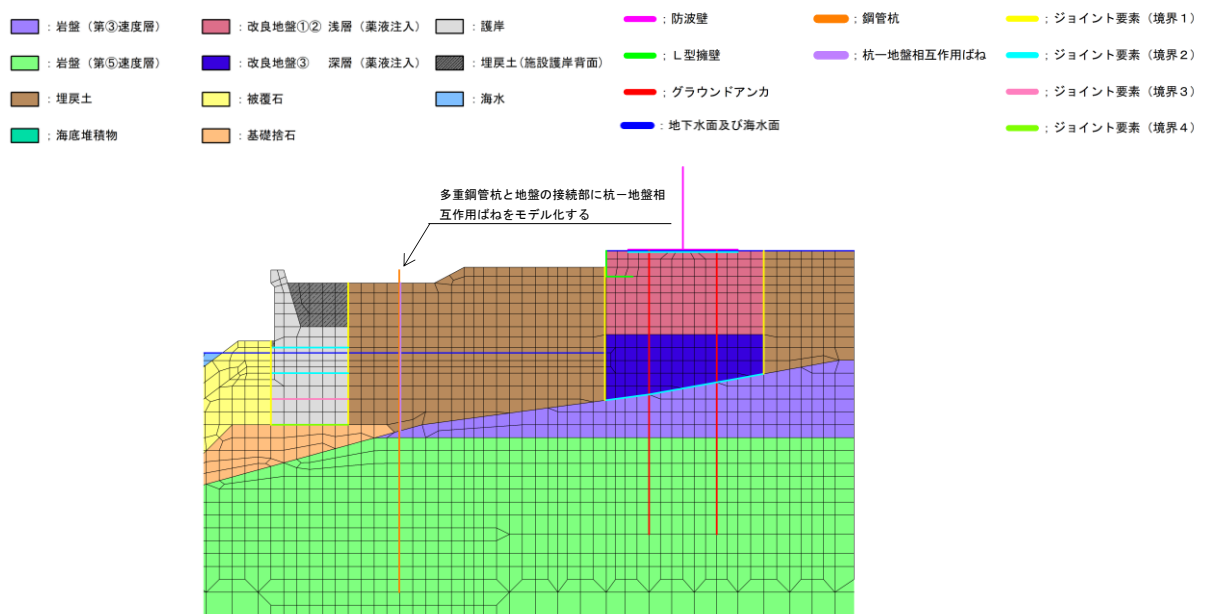 ：岩盤（第③速度層）
：岩盤（第⑤速度層）
：埋戻土
：海底堆積物
：改良地盤①② 浅層（薬液注入）
：改良地盤③　深層（薬液注入）
：被覆石
：基礎捨石
：護岸
：埋戻土(施設護岸背面)
：海水
；防波壁
；Ｌ型擁壁
；グラウンドアンカ
：地下水面及び海水面
；鋼管杭
；杭－地盤相互作用ばね
；ジョイント要素（境界１）
；ジョイント要素（境界２）
；ジョイント要素（境界３）
；ジョイント要素（境界４）
多重鋼管杭と地盤の接続部に杭－地盤相
互作用ばねをモデル化する